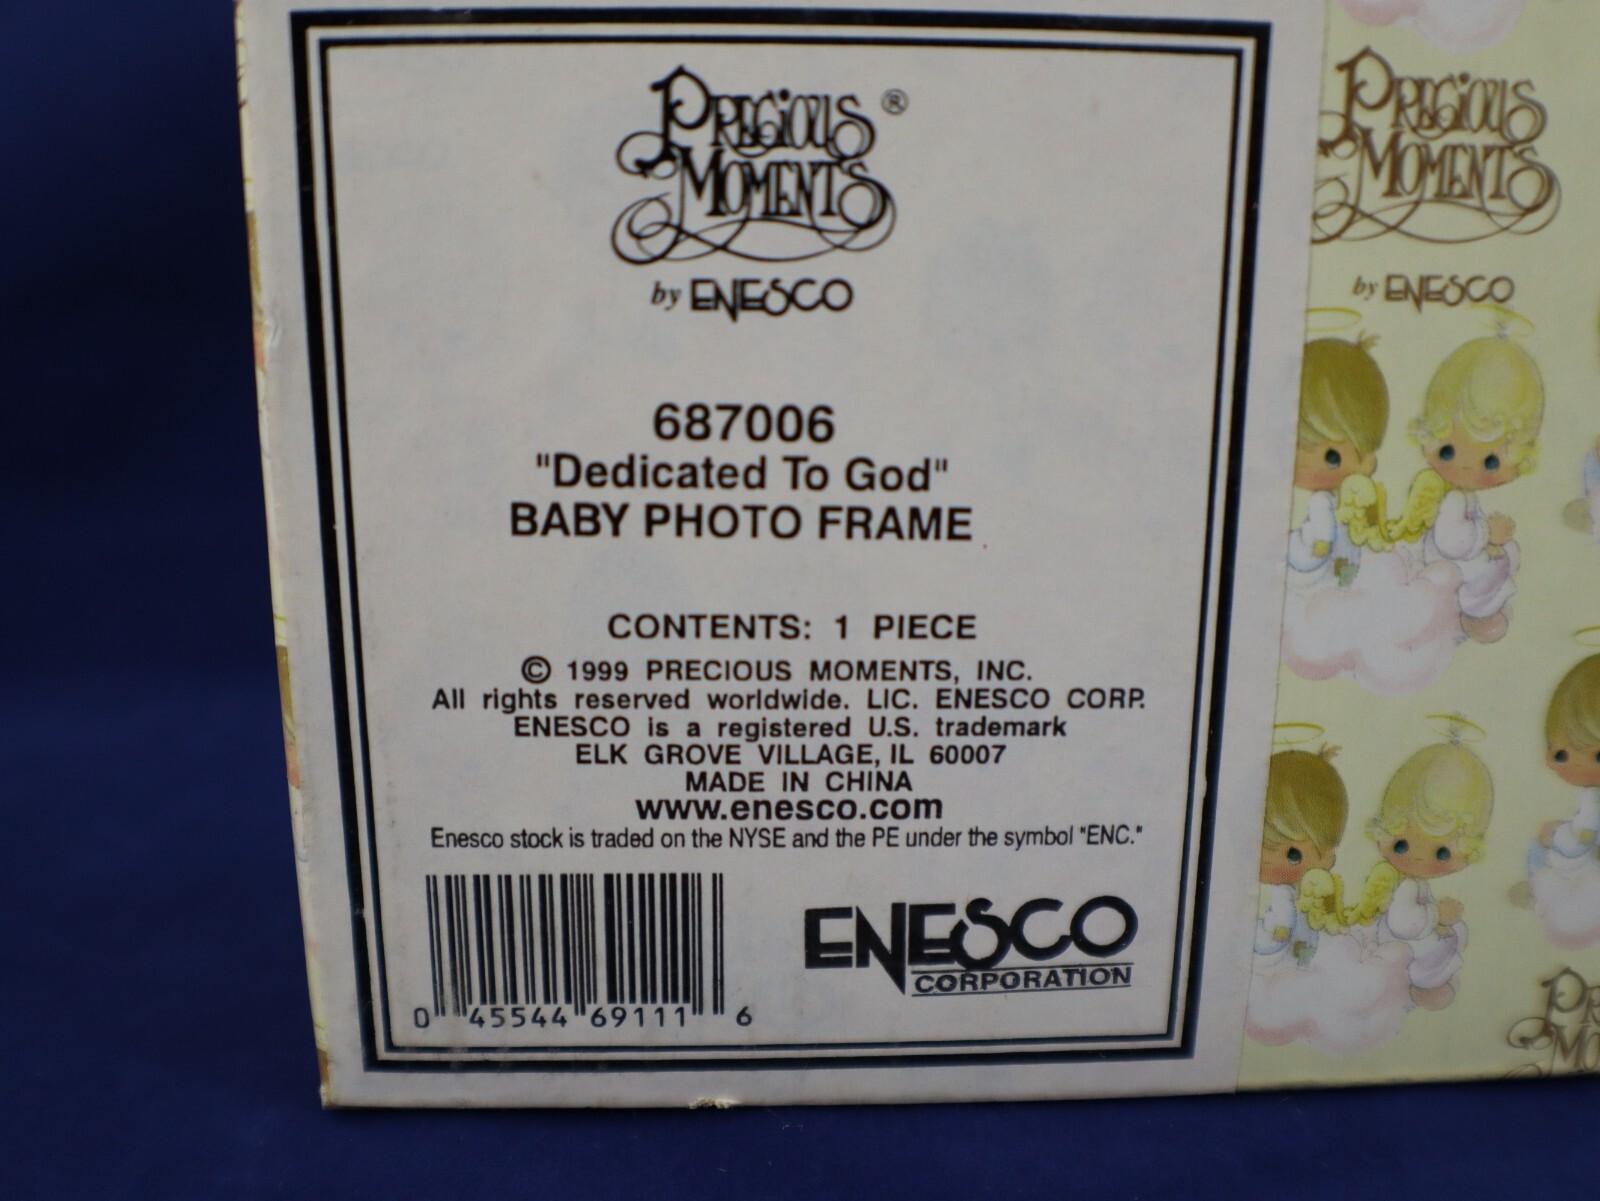 PRECIOUS ®
MOMENTS
by ENESCO
687006
"Dedicated To God"
BABY PHOTO FRAME
CONTENTS: 1 PIECE
© 1999 PRECIOUS MOMENTS, INC.
All rights reserved worldwide. LIC. ENESCO CORP.
ENESCO is a registered U.S. trademark
ELK GROVE VILLAGE, IL 60007
MADE IN CHINA
www.enesco.com
Enesco stock is traded on the NYSE and the PE under the symbol "ENC."
0 45544 69111 6
ENESCO
CORPORATION
PRECIOUS
MOMENTS
by ENESCO